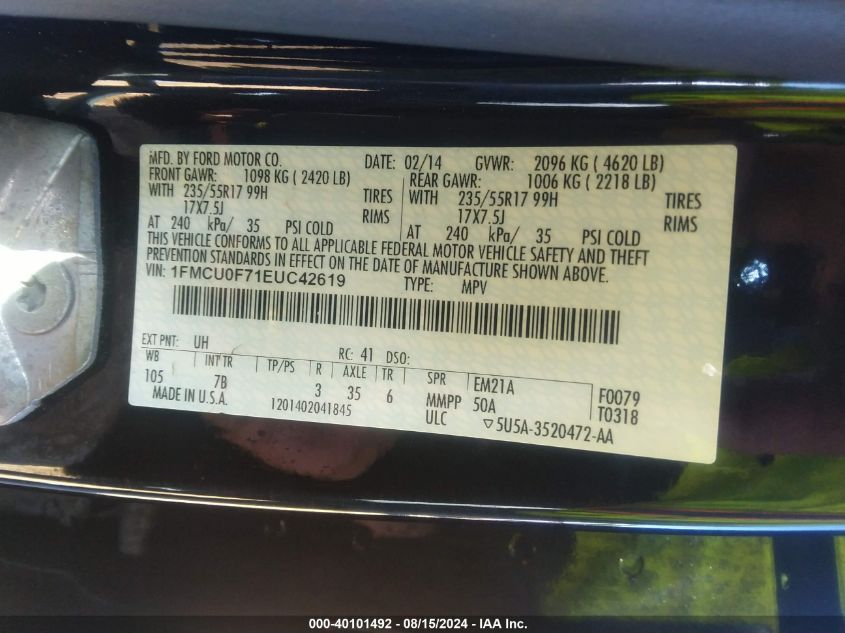 MFD. BY FORD MOTOR CO. DATE: 02/14 GVWR: 2096 KG ( 4620 LB)
FRONT GAWR: 1098 KG ( 2420 LB) REAR GAWR: 1006 KG ( 2218 LB)
WITH 235/55R17 99H TIRES WITH 235/55R17 99H TIRES
17X7.5J RIMS 17X7.5J RIMS
AT 240 kPa/ 35 PSI COLD AT 240 kPa/ 35 PSI COLD
THIS VEHICLE CONFORMS TO ALL APPLICABLE FEDERAL MOTOR VEHICLE SAFETY AND THEFT
PREVENTION STANDARDS IN EFFECT ON THE DATE OF MANUFACTURE SHOWN ABOVE.
VIN: 1FMCU0F71EUC42619 TYPE: MPV
EXT PNT: UH RC: 41 DSO:
WB INT TR TP/PS R AXLE TR SPR EM21A F0079
105 7B 3 35 6 MMPP 50A T0318
MADE IN U.S.A. 1201402041845 ULC ▽5U5A-3520472-AA
000-40101492 - 08/15/2024 - IAA Inc.